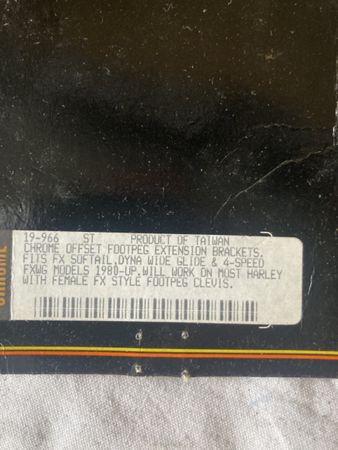 19-966 ST PRODUCT OF TAIWAN
CHROME OFFSET FOOTPEG EXTENSION BRACKETS.
FITS FX SOFTAIL,DYNA WIDE GLIDE & 4-SPEED
FXWG MODELS 1980-UP.WILL WORK ON MOST HARLEY
WITH FEMALE FX STYLE FOOTPEG CLEVIS.
CHROME